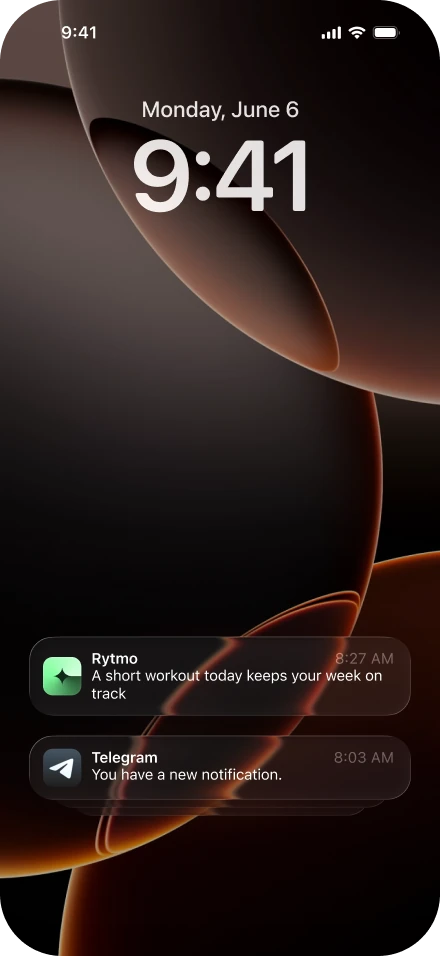 9:41
Monday, June 6
9:41
Rytmo
8:27 AM
A short workout today keeps your week on
track
Telegram
8:03 AM
You have a new notification.